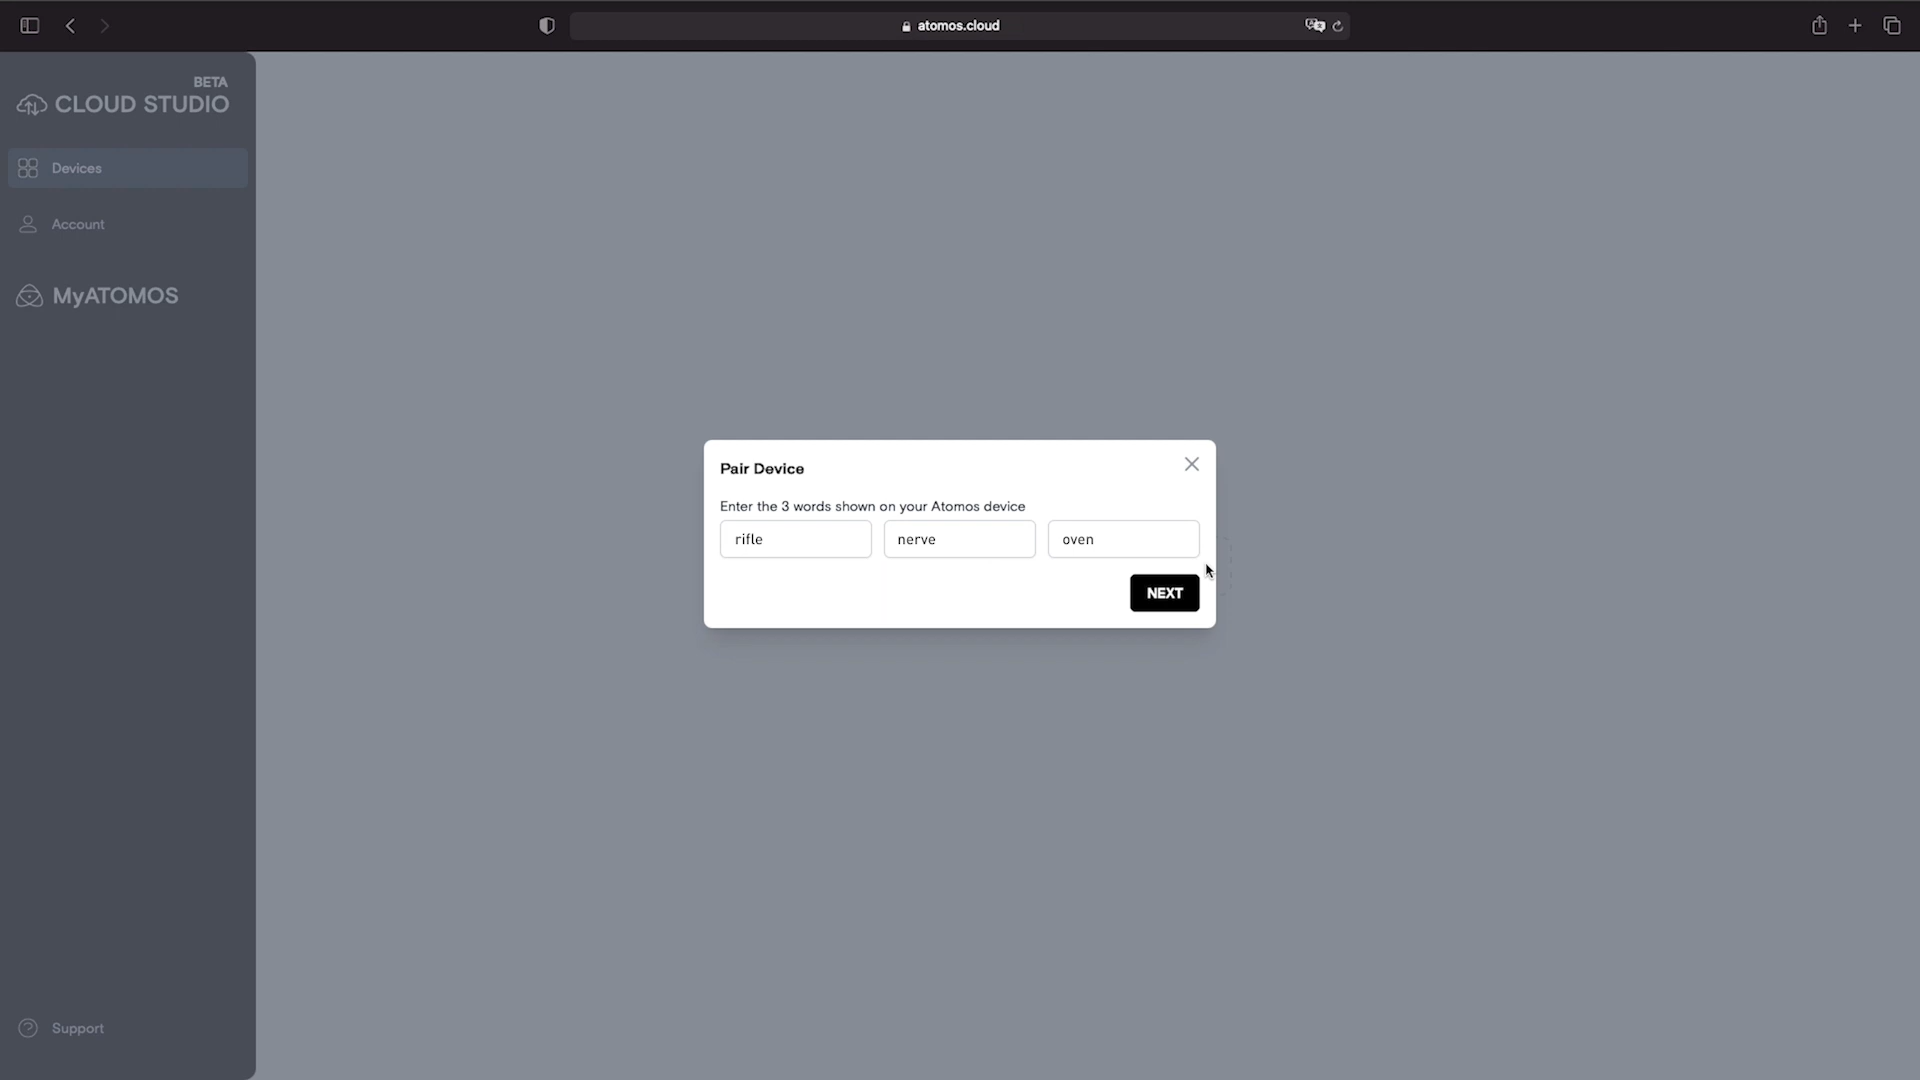 atomos.cloud
BETA
CLOUD STUDIO
Devices
Account
MyATOMOS
Pair Device
Enter the 3 words shown on your Atomos device
rifle nerve oven
NEXT
Support